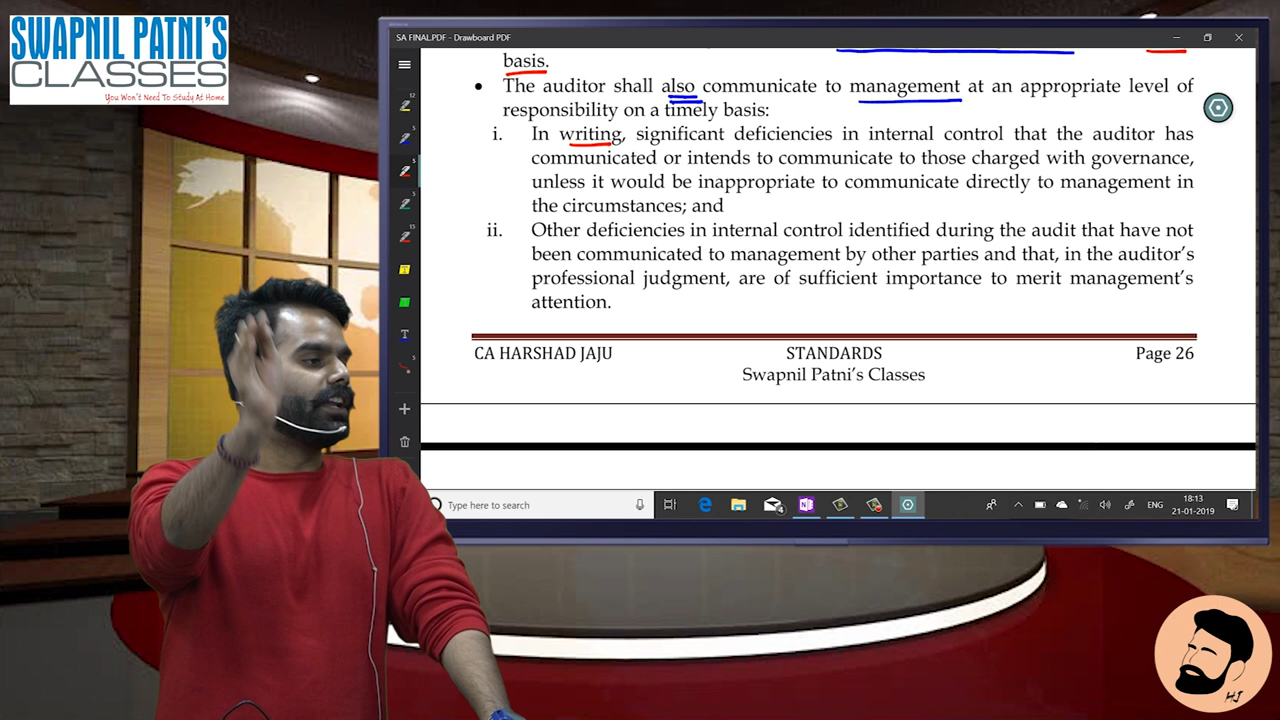 SWAPNIL PATNI'S
CLASSES
You Won't Need To Study At Home
SA FINAL.PDF - Drawboard PDF
basis.
• The auditor shall also communicate to management at an appropriate level of
responsibility on a timely basis:
i. In writing, significant deficiencies in internal control that the auditor has
communicated or intends to communicate to those charged with governance,
unless it would be inappropriate to communicate directly to management in
the circumstances; and
ii. Other deficiencies in internal control identified during the audit that have not
been communicated to management by other parties and that, in the auditor's
professional judgment, are of sufficient importance to merit management's
attention.
CA HARSHAD JAJU STANDARDS Page 26
Swapnil Patni's Classes
Type here to search
4
ENG
18:13
21-01-2019
HJ